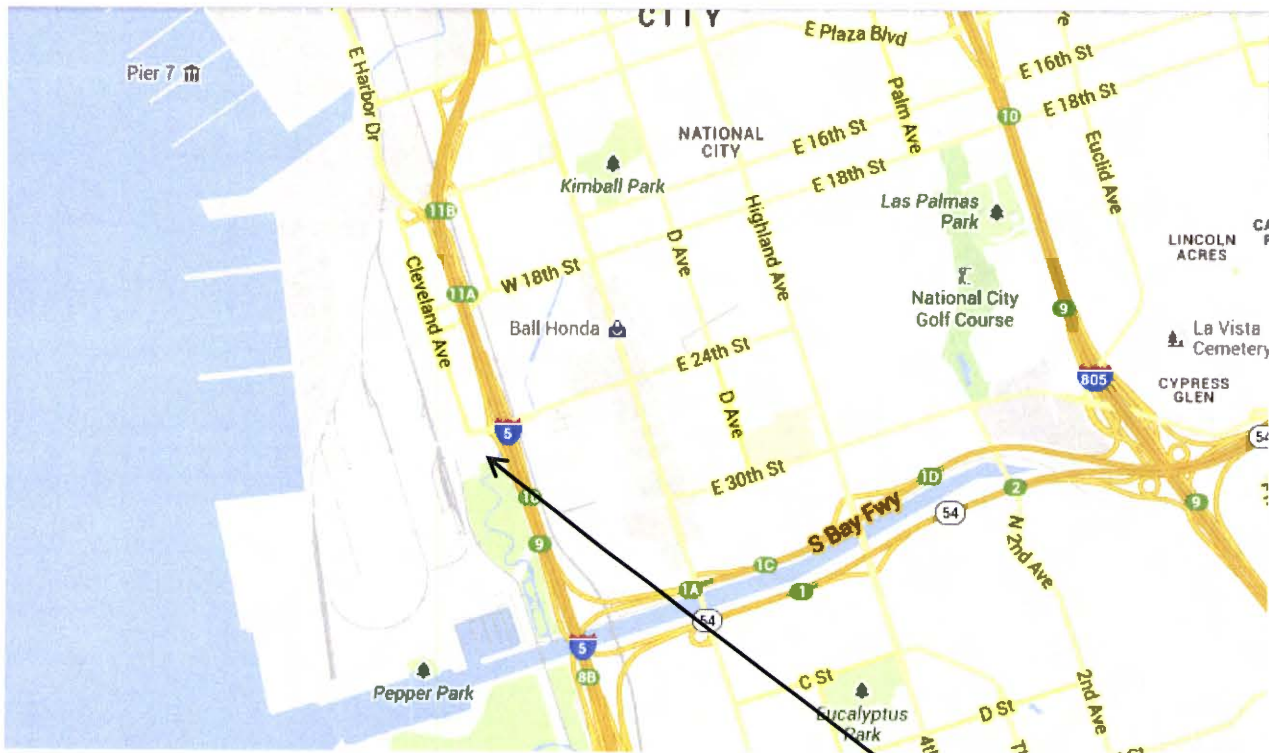 CITY
E Plaza Blvd
Pier 7
E Harbor Dr
E 16th St
E 18th St
10
Palm Ave
NATIONAL
CITY
E 16th St
Euclid Ave
Kimball Park
E 18th St
11B
Las Palmas
Park
Highland Ave
D Ave
LINCOLN
ACRES
Cleveland Ave
W 18th St
11A
National City
Golf Course
9
Ball Honda
La Vista
Cemetery
E 24th St
805
CYPRESS
GLEN
D Ave
5
54
E 30th St
1D
2
9
S Bay Fwy
54
N 2nd Ave
9
1C
1A
1
54
5
8B
Pepper Park
C St
Eucalyptus
Park
D St
2nd Ave